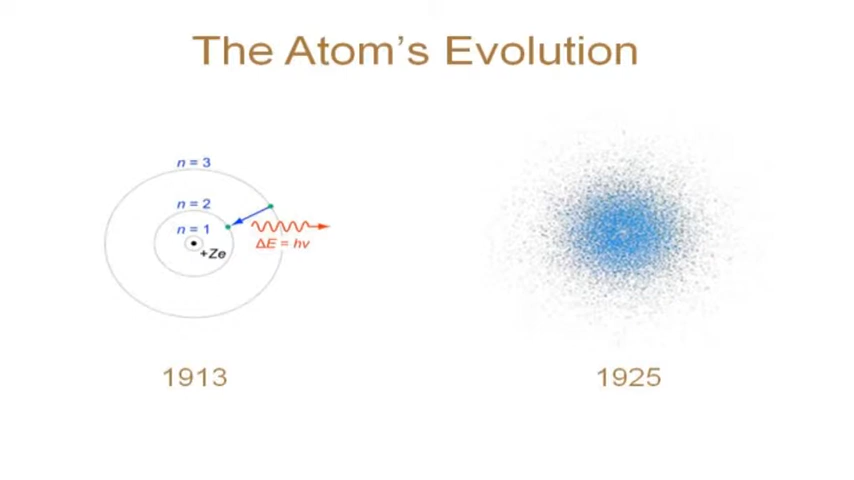 The Atom's Evolution
n = 3
n = 2
n = 1
+Ze
ΔE = hν
1913
1925